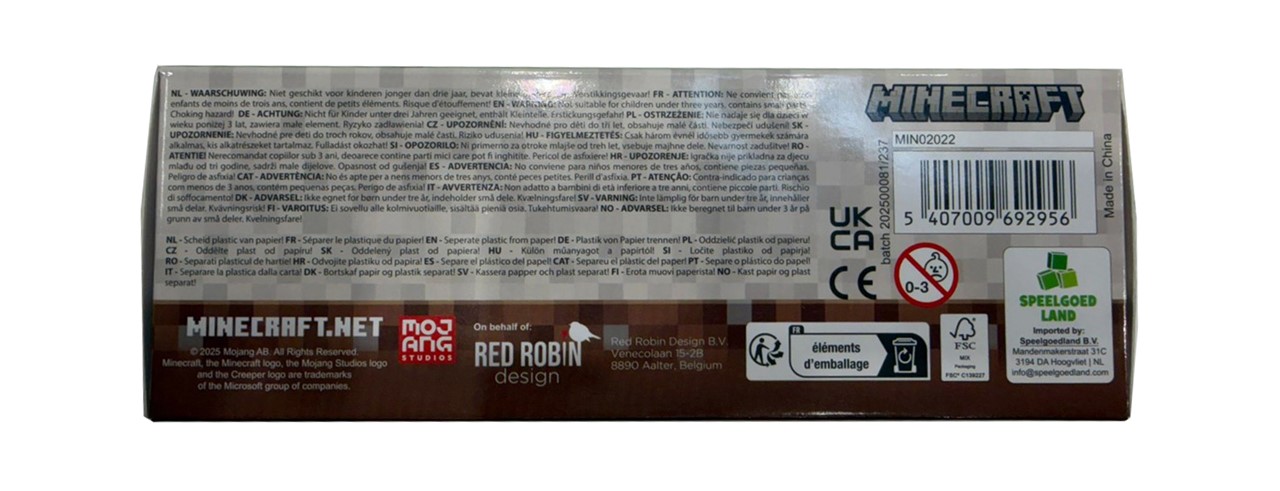 NL - WAARSCHUWING: Niet geschikt voor kinderen jonger dan drie jaar, bevat kleine Verstikkingsgevaar! FR - ATTENTION: Ne convient pas aux
enfants de moins de trois ans, contient de petits éléments. Risque d'étouffement! EN - WARNING: Not suitable for children under three years, contains small parts.
Choking hazard! DE - ACHTUNG: Nicht für Kinder unter drei Jahren geeignet, enthält Kleinteile. Erstickungsgefahr! PL - OSTRZEŻENIE: Nie nadaje się dla dzieci w
wieku poniżej 3 lat, zawiera małe element. Ryzyko zadławienia! CZ - UPOZORNĚNÍ: Nevhodné pro děti do tří let, obsahuje malé části. Nebezpečí udušení! SK -
UPOZORNENIE: Nevhodné pre deti do troch rokov, obsahuje malé časti. Riziko udusenia! HU - FIGYELMEZTETÉS: Csak három évnél idősebb gyermekek számára
alkalmas, kis alkatrészeket tartalmaz. Fulladást okozhat! SI - OPOZORILO: Ni primerno za otroke mlajše od treh let, vsebuje majhne dele. Nevarnost zadušitve! RO -
ATENTIE! Nerecomandat copiilor sub 3 ani, deoarece contine parti mici care pot fi inghitite. Pericol de asfixiere! HR - UPOZORENJE: Igračka nije prikladna za djecu
mlađu od tri godine, sadrži male dijelove. Opasnost od gušenja! ES - ADVERTENCIA: No conviene para niños menores de tres años, contiene piezas pequeñas.
Peligro de asfixia! CAT - ADVERTÈNCIA: No és apte per a nens menors de tres anys, conté peces petites. Perill d'asfíxia. PT - ATENÇÃO: Contra-indicado para crianças
com menos de 3 anos, contém pequenas peças. Perigo de asfixia! IT - AVVERTENZA: Non adatto a bambini di età inferiore a tre anni, contiene piccole parti. Rischio
di soffocamento! DK - ADVARSEL: Ikke egnet for børn under tre år, indeholder små dele. Kvælningsfare! SV - VARNING: Inte lämplig för barn under tre år, innehåller
små delar. Kvävningsrisk! FI - VAROITUS: Ei sovellu alle kolmivuotiaille, sisältää pieniä osia. Tukehtumisvaara! NO - ADVARSEL: Ikke beregnet til barn under 3 år på
grunn av små deler. Kvelningsfare!
NL - Scheid plastic van papier! FR - Séparer le plastique du papier! EN - Seperate plastic from paper! DE - Plastik von Papier trennen! PL - Oddzielić plastik od papieru!
CZ - Oddělte plast od papíru! SK - Oddelený plast od papiera! HU - Külön műanyagot a papírtól! SI - Ločite plastiko od papirja!
RO - Separati plasticul de hartie! HR - Odvojite plastiku od papira! ES - Separe el plástico del papel! CAT - Separeu el plàstic del paper! PT - Separe o plástico do papel!
IT - Separare la plastica dalla carta! DK - Bortskaf papir og plastik separat! SV - Kassera papper och plast separat! FI - Erota muovi paperista! NO - Kast papir og plast
separat!
MINECRAFT
MIN02022
5 407009 692956
Made in China
batch 2025000811/237
UK
CA
CE
0-3
SPEELGOED
LAND
Imported by:
Speelgoedland B.V.
Mandenmakerstraat 31C
3194 DA Hoogvliet | NL
info@speelgoedland.com
MINECRAFT.NET
© 2025 Mojang AB. All Rights Reserved.
Minecraft, the Minecraft logo, the Mojang Studios logo
and the Creeper logo are trademarks
of the Microsoft group of companies.
MOJ
ANG
STUDIOS
On behalf of:
RED ROBIN
design
Red Robin Design B.V.
Venecolaan 15-2B
8890 Aalter, Belgium
FR
éléments
d'emballage
FSC
MIX
Packaging
FSC® C139227